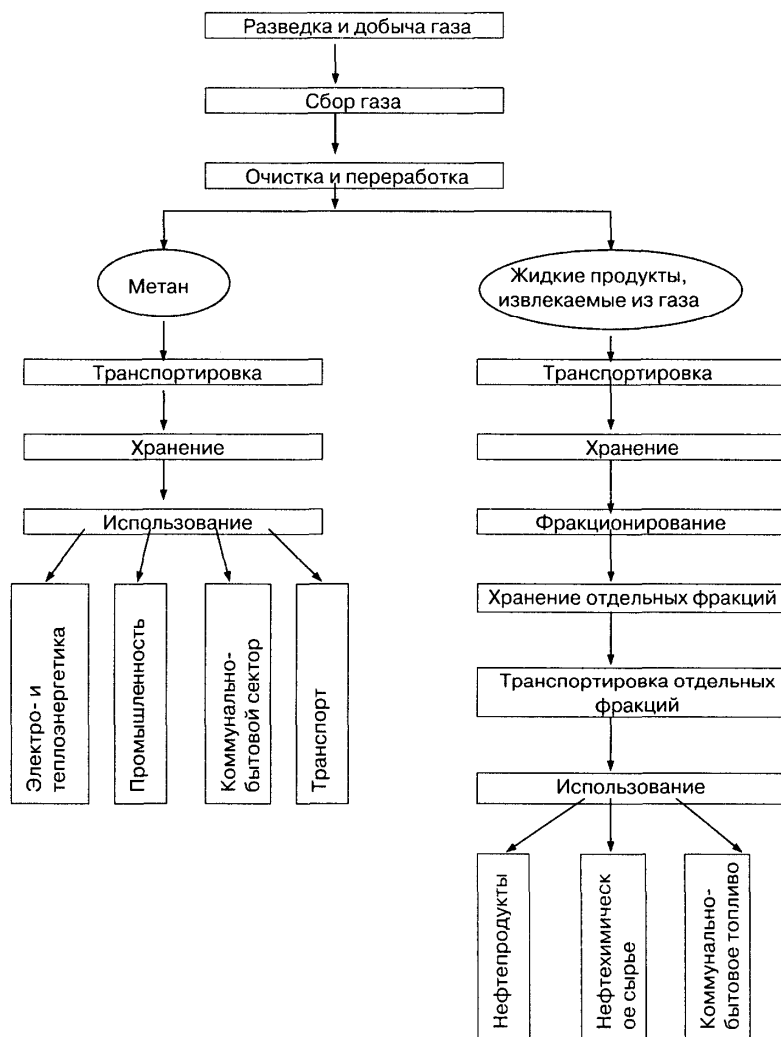 Разведка и добыча газа
Сбор газа
Очистка и переработка
Метан
Жидкие продукты,
извлекаемые из газа
Транспортировка
Транспортировка
Хранение
Хранение
Использование
Фракционирование
Электро- и
теплоэнергетика
Промышленность
Коммунально-
бытовой сектор
Транспорт
Хранение отдельных фракций
Транспортировка отдельных
фракций
Использование
Нефтепродукты
Нефтехимическ
ое сырье
Коммунально-
бытовое топливо